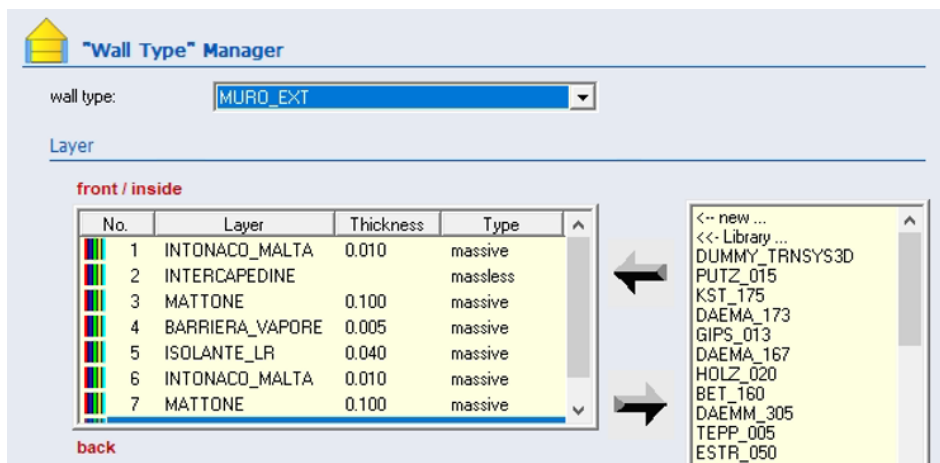 "Wall Type" Manager
wall type: MURO_EXT
Layer
front / inside
No. Layer Thickness Type
1 INTONACO_MALTA 0.010 massive
2 INTERCAPEDINE massless
3 MATTONE 0.100 massive
4 BARRIERA_VAPORE 0.005 massive
5 ISOLANTE_LR 0.040 massive
6 INTONACO_MALTA 0.010 massive
7 MATTONE 0.100 massive
back
<-- new ...
<<- Library ...
DUMMY_TRNSYS3D
PUTZ_015
KST_175
DAEMA_173
GIPS_013
DAEMA_167
HOLZ_020
BET_160
DAEMM_305
TEPP_005
ESTR_050